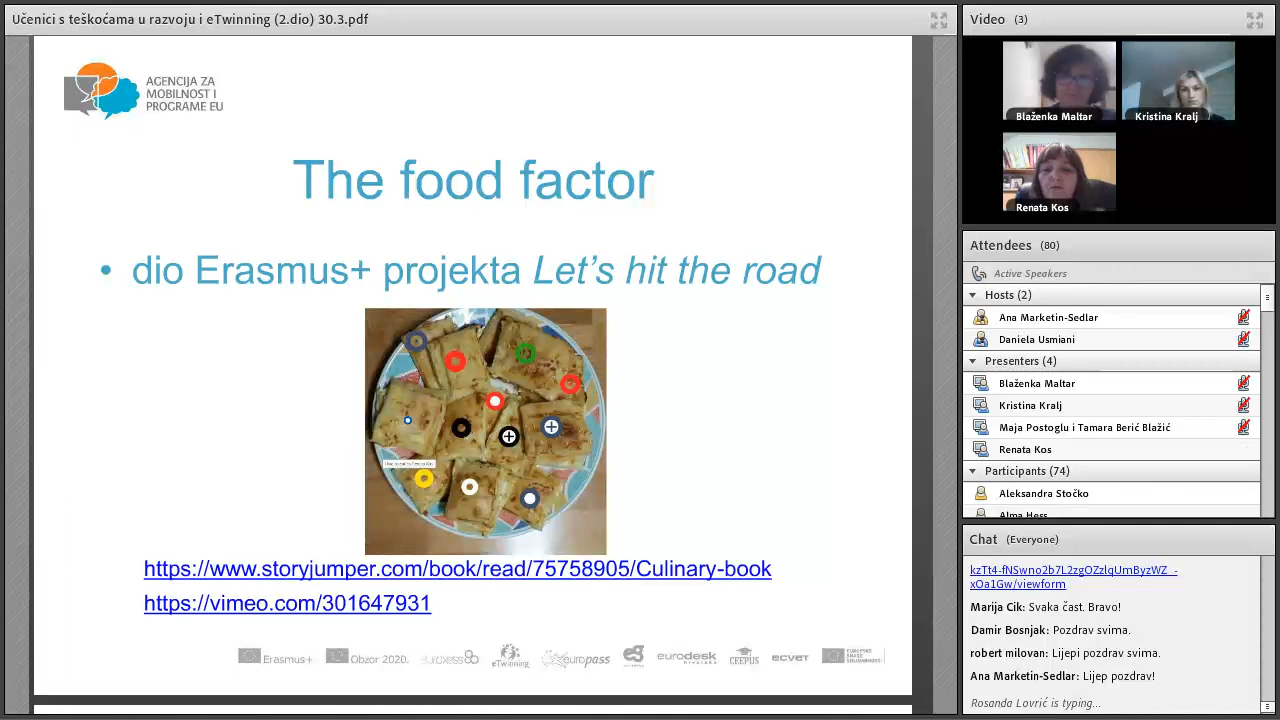 Učenici s teškoćama u razvoju i eTwinning (2.dio) 30.3.pdf
AGENCIJA ZA
MOBILNOST I
PROGRAME EU
The food factor
• dio Erasmus+ projekta Let's hit the road
https://www.storyjumper.com/book/read/75758905/Culinary-book
https://vimeo.com/301647931
Erasmus+
Obzor 2020.
euraxess
eTwinning
europass
eurodesk
CEEPUS
ECVET
Video (3)
Blaženka Maltar
Kristina Kralj
Renata Kos
Attendees (80)
Active Speakers
Hosts (2)
Ana Marketin-Sedlar
Daniela Usmiani
Presenters (4)
Blaženka Maltar
Kristina Kralj
Maja Postoglu i Tamara Berić Blažić
Renata Kos
Participants (74)
Aleksandra Stočko
Alma Hess
Chat (Everyone)
kzTt4-fNSwno2b7L2zgOZzlqUmByzWZ_-
xOa1Gw/viewform
Marija Cik: Svaka čast. Bravo!
Damir Bosnjak: Pozdrav svima.
robert milovan: Lijepi pozdrav svima.
Ana Marketin-Sedlar: Lijep pozdrav!
Rosanda Lovrić is typing...